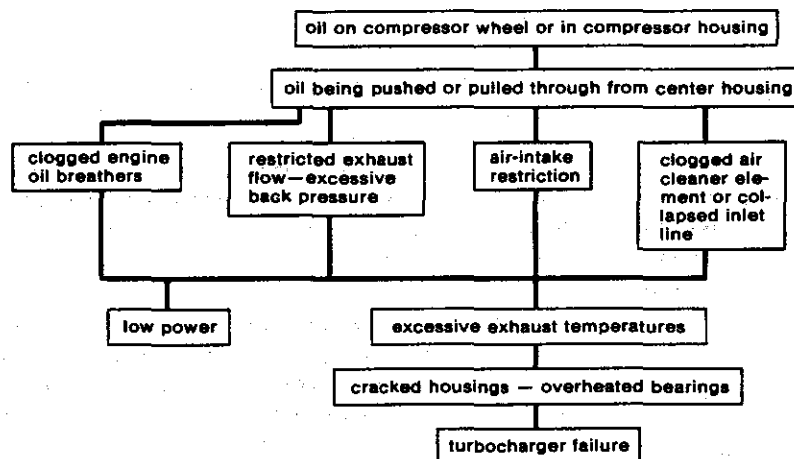 oil on compressor wheel or in compressor housing
oil being pushed or pulled through from center housing
clogged engine
oil breathers
restricted exhaust
flow—excessive
back pressure
air-intake
restriction
clogged air
cleaner ele-
ment or col-
lapsed inlet
line
low power
excessive exhaust temperatures
cracked housings — overheated bearings
turbocharger failure